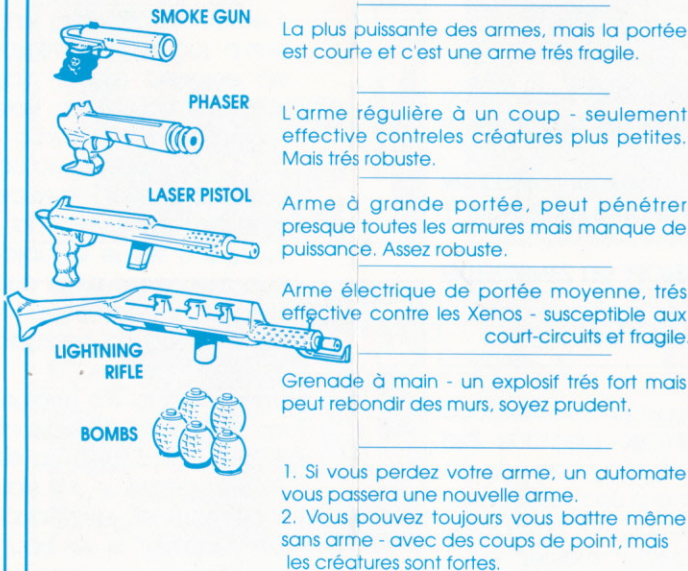 SMOKE GUN
La plus puissante des armes, mais la portée
est courte et c'est une arme trés fragile.
PHASER
L'arme régulière à un coup - seulement
effective contreles créatures plus petites.
Mais trés robuste.
LASER PISTOL
Arme à grande portée, peut pénétrer
presque toutes les armures mais manque de
puissance. Assez robuste.
LIGHTNING
RIFLE
Arme électrique de portée moyenne, trés
effective contre les Xenos - susceptible aux
court-circuits et fragile.
BOMBS
Grenade à main - un explosif trés fort mais
peut rebondir des murs, soyez prudent.
1. Si vous perdez votre arme, un automate
vous passera une nouvelle arme.
2. Vous pouvez toujours vous battre même
sans arme - avec des coups de point, mais
les créatures sont fortes.